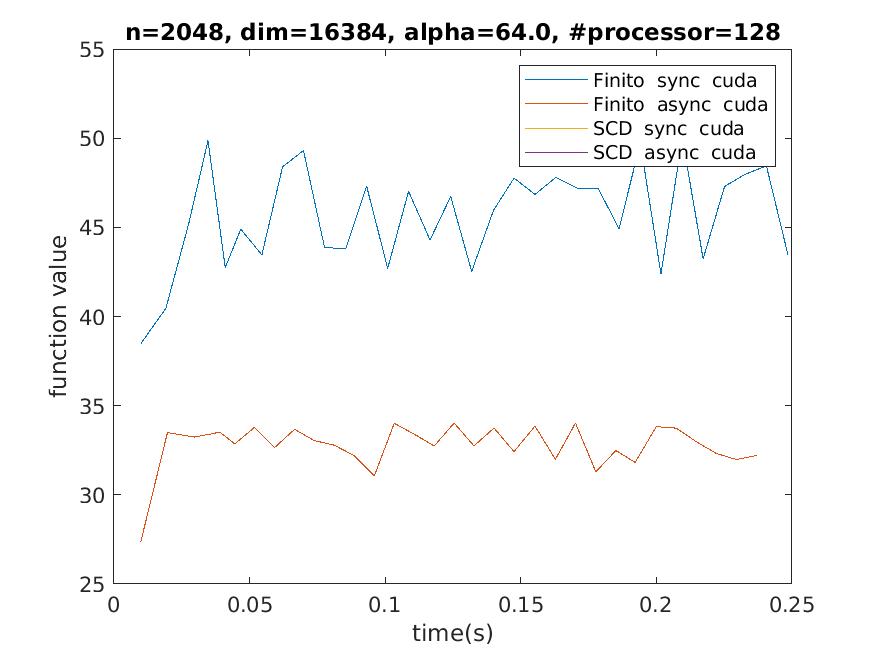 n=2048, dim=16384, alpha=64.0, #processor=128
55
50
45
40
35
30
25
function value
Finito sync cuda
Finito async cuda
SCD sync cuda
SCD async cuda
0
0.05
0.1
0.15
0.2
0.25
time(s)